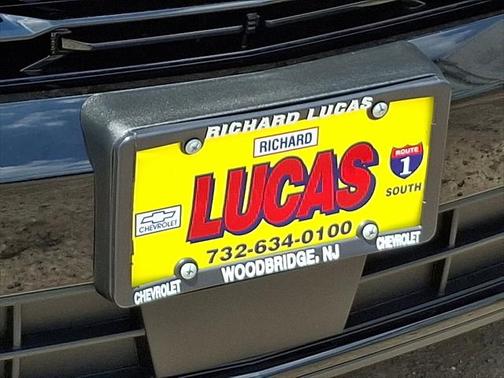 RICHARD LUCAS
RICHARD
LUCAS
ROUTE
1
SOUTH
CHEVROLET
732-634-0100
CHEVROLET
WOODBRIDGE, NJ
CHEVROLET